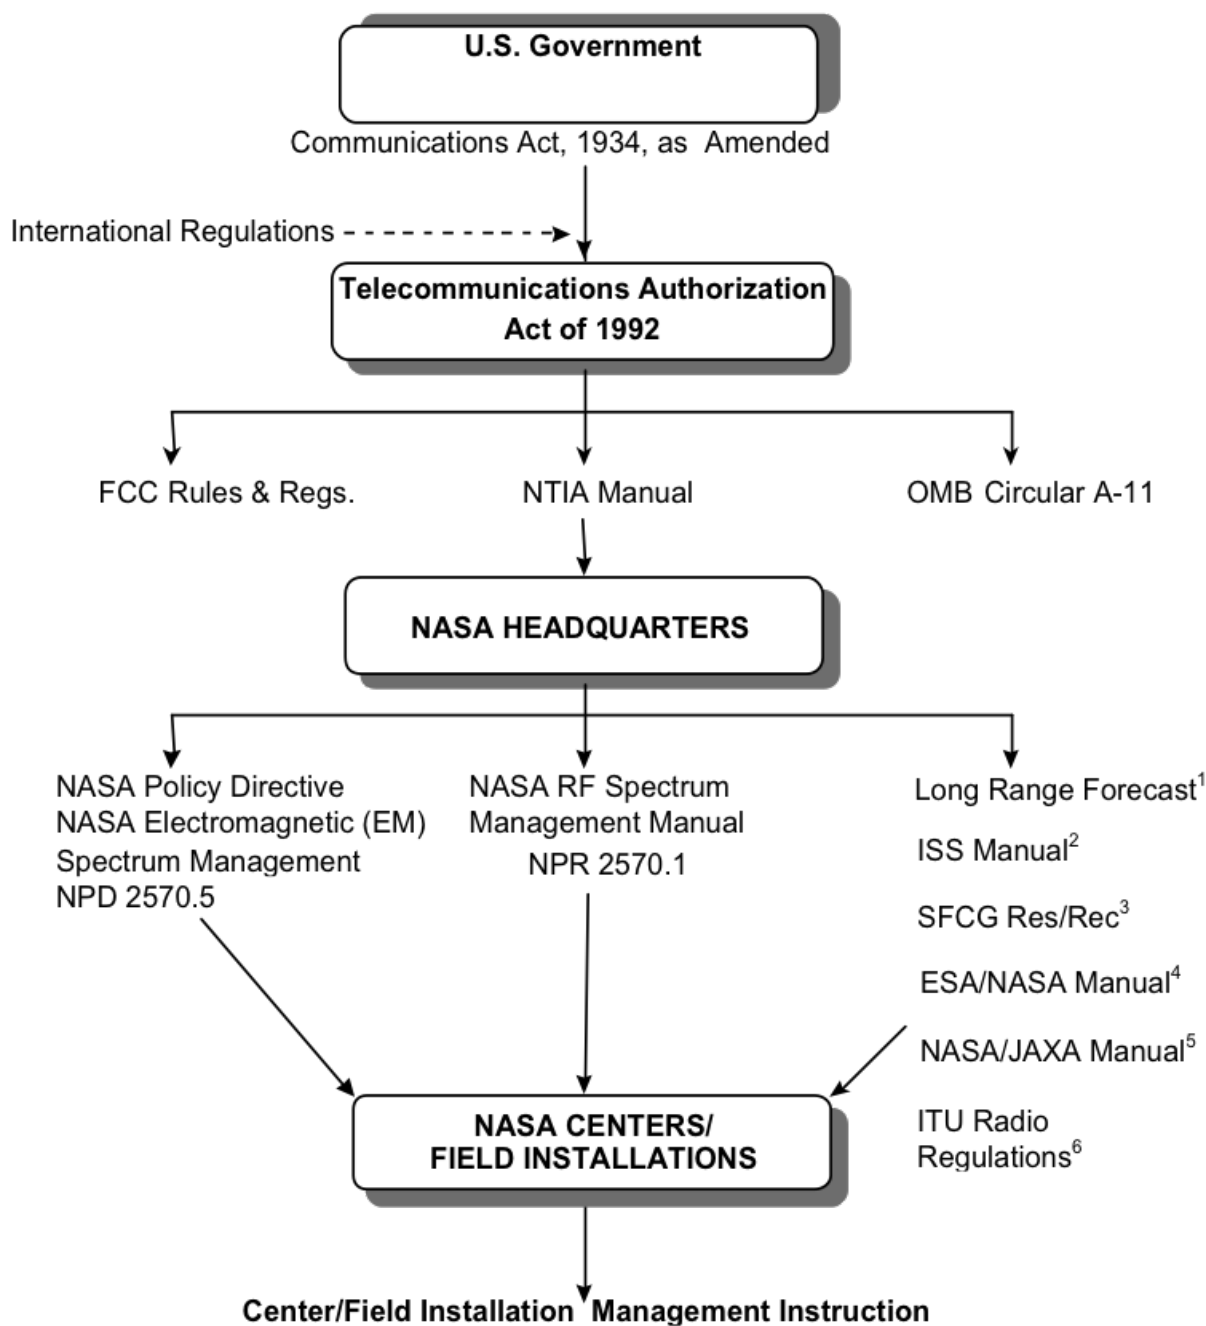 U.S. Government
Communications Act, 1934, as Amended
International Regulations
Telecommunications Authorization
Act of 1992
FCC Rules & Regs.
NTIA Manual
OMB Circular A-11
NASA HEADQUARTERS
NASA Policy Directive
NASA Electromagnetic (EM)
Spectrum Management
NPD 2570.5
NASA RF Spectrum
Management Manual
NPR 2570.1
Long Range Forecast¹
ISS Manual²
SFCG Res/Rec³
ESA/NASA Manual⁴
NASA/JAXA Manual⁵
ITU Radio
Regulations⁶
NASA CENTERS/
FIELD INSTALLATIONS
Center/Field Installation Management Instruction